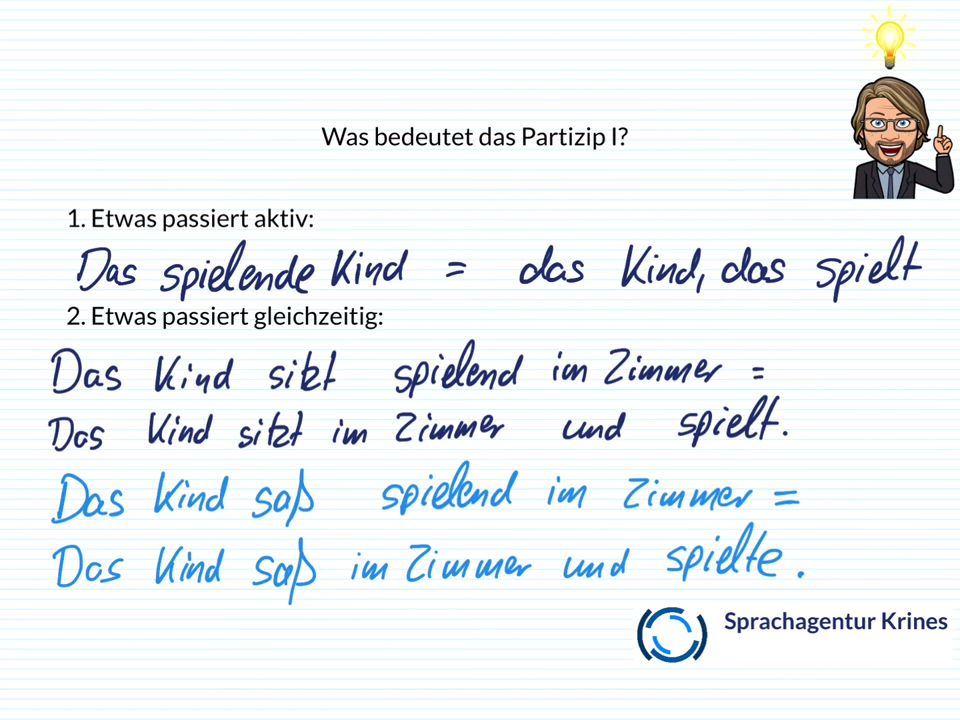 Was bedeutet das Partizip I?
1. Etwas passiert aktiv:
Das spielende Kind = das Kind, das spielt
2. Etwas passiert gleichzeitig:
Das Kind sitzt spielend im Zimmer =
Das Kind sitzt im Zimmer und spielt.
Das Kind saß spielend im Zimmer =
Das Kind saß im Zimmer und spielte.
Sprachagentur Krines